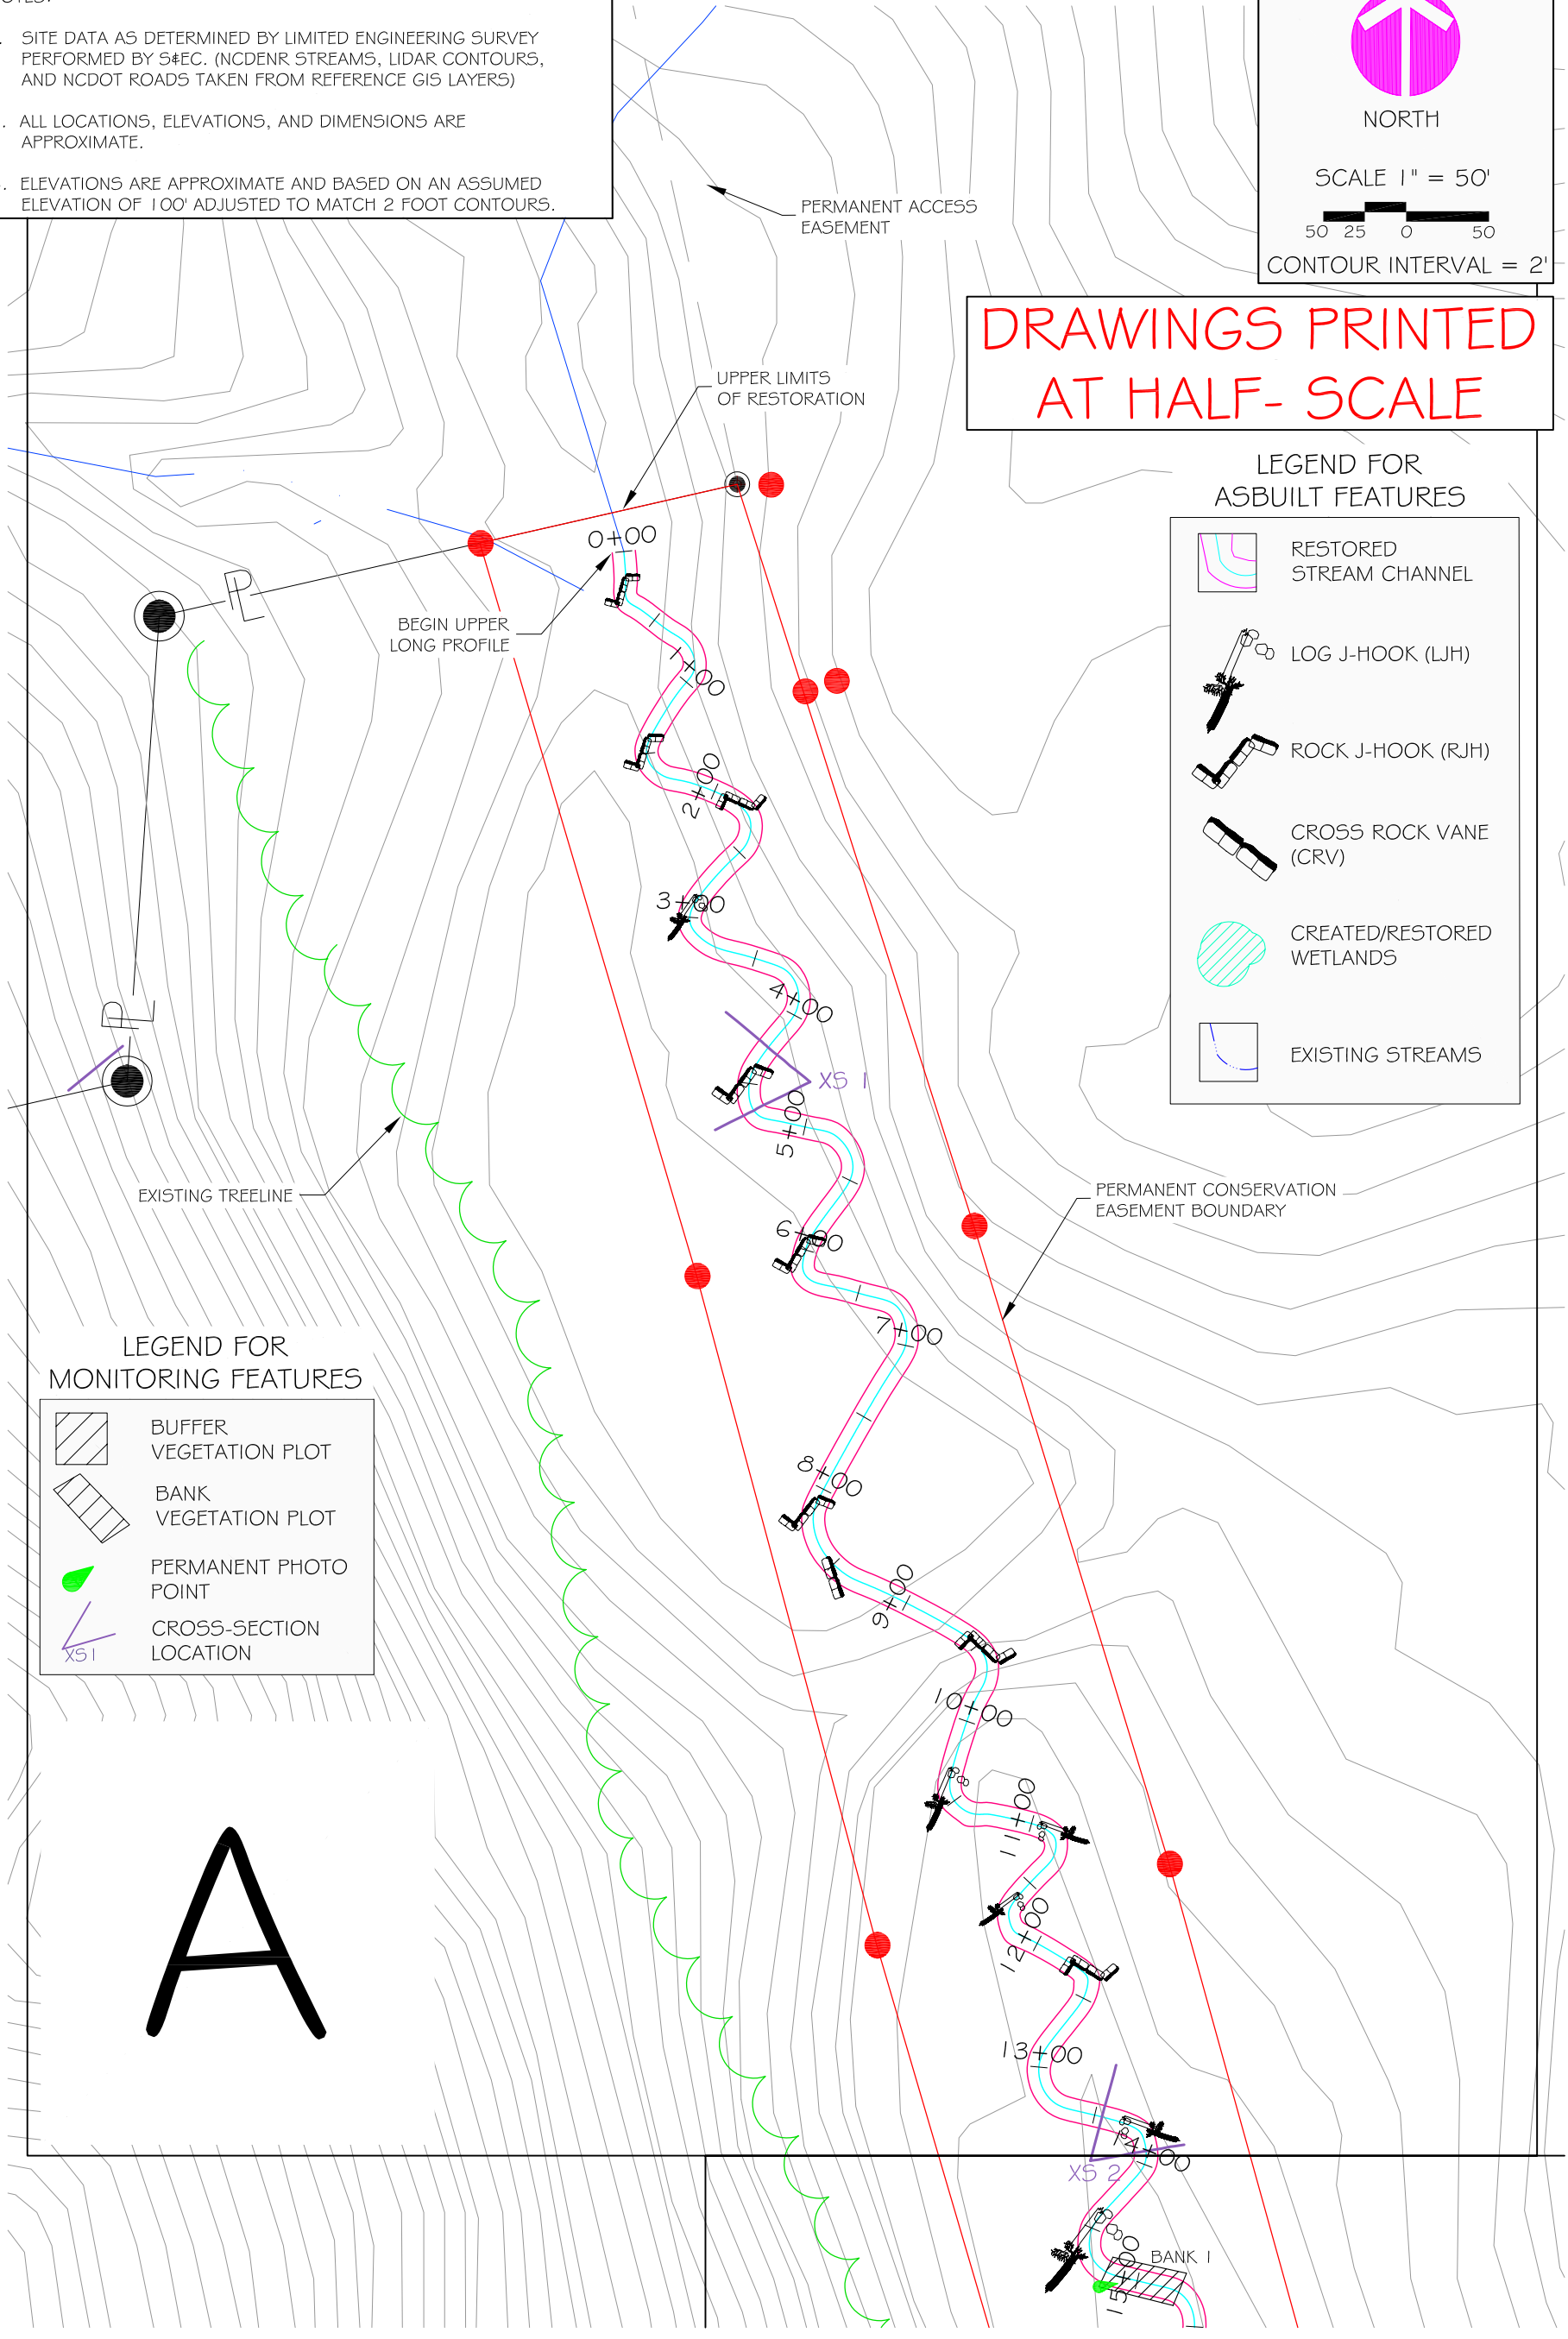 SITE DATA AS DETERMINED BY LIMITED ENGINEERING SURVEY
PERFORMED BY S&EC. (NCDENR STREAMS, LIDAR CONTOURS,
AND NCDOT ROADS TAKEN FROM REFERENCE GIS LAYERS)
ALL LOCATIONS, ELEVATIONS, AND DIMENSIONS ARE
APPROXIMATE.
ELEVATIONS ARE APPROXIMATE AND BASED ON AN ASSUMED
ELEVATION OF 100' ADJUSTED TO MATCH 2 FOOT CONTOURS.
NORTH
SCALE 1" = 50'
50 25 0 50
CONTOUR INTERVAL = 2'
PERMANENT ACCESS
EASEMENT
DRAWINGS PRINTED
AT HALF- SCALE
UPPER LIMITS
OF RESTORATION
LEGEND FOR
ASBUILT FEATURES
RESTORED
STREAM CHANNEL
LOG J-HOOK (LJH)
ROCK J-HOOK (RJH)
CROSS ROCK VANE
(CRV)
CREATED/RESTORED
WETLANDS
EXISTING STREAMS
0+00
PL
BEGIN UPPER
LONG PROFILE
1+00
2+00
3+00
4+00
PL
XS 1
5+00
EXISTING TREELINE
PERMANENT CONSERVATION
EASEMENT BOUNDARY
6+00
7+00
LEGEND FOR
MONITORING FEATURES
BUFFER
VEGETATION PLOT
BANK
VEGETATION PLOT
PERMANENT PHOTO
POINT
CROSS-SECTION
LOCATION
XS1
8+00
9+00
10+00
11+00
A
12+00
13+00
14+00
XS 2
15+00
BANK 1